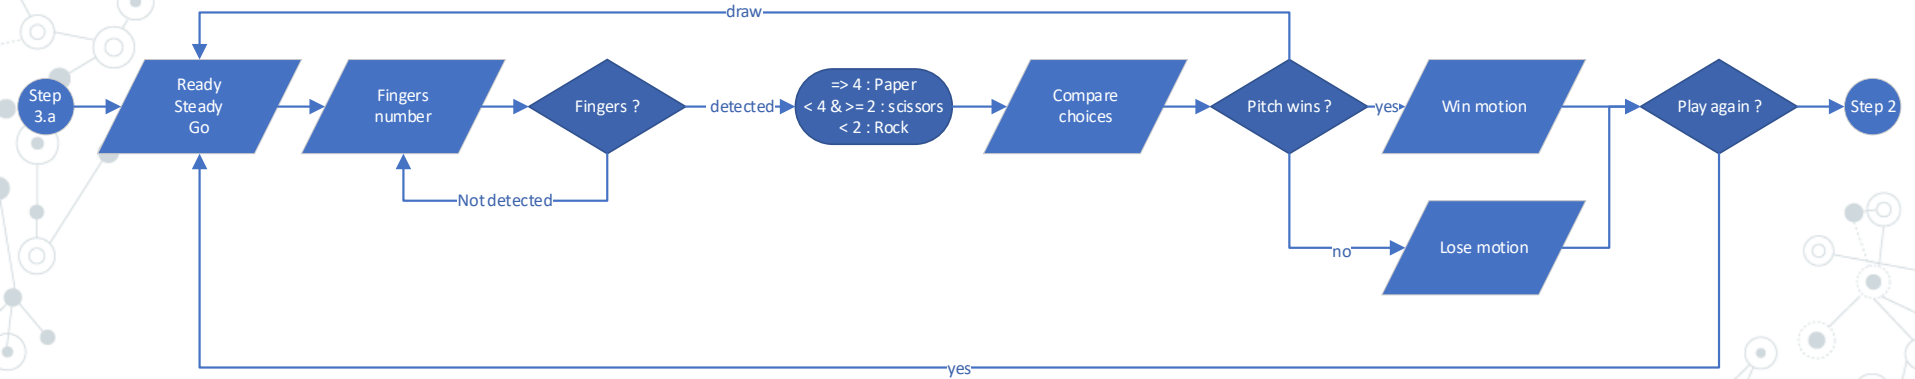 draw
Step
3.a
Ready
Steady
Go
Fingers
number
Fingers ?
detected
=> 4 : Paper
< 4 & >= 2 : scissors
< 2 : Rock
Compare
choices
Pitch wins ?
yes
Win motion
Play again ?
Step 2
Not detected
no
Lose motion
yes